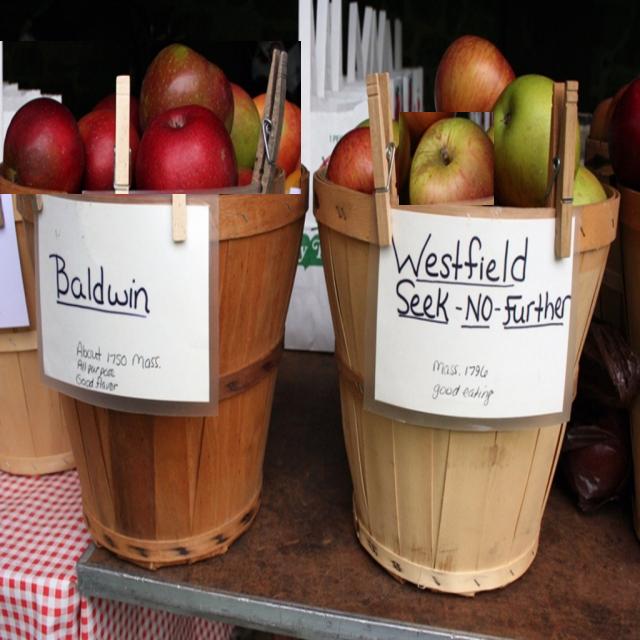 Baldwin
About 1750 Mass.
All purpose
Good flavor
Westfield
Seek-No-Further
Mass. 1796
good eating